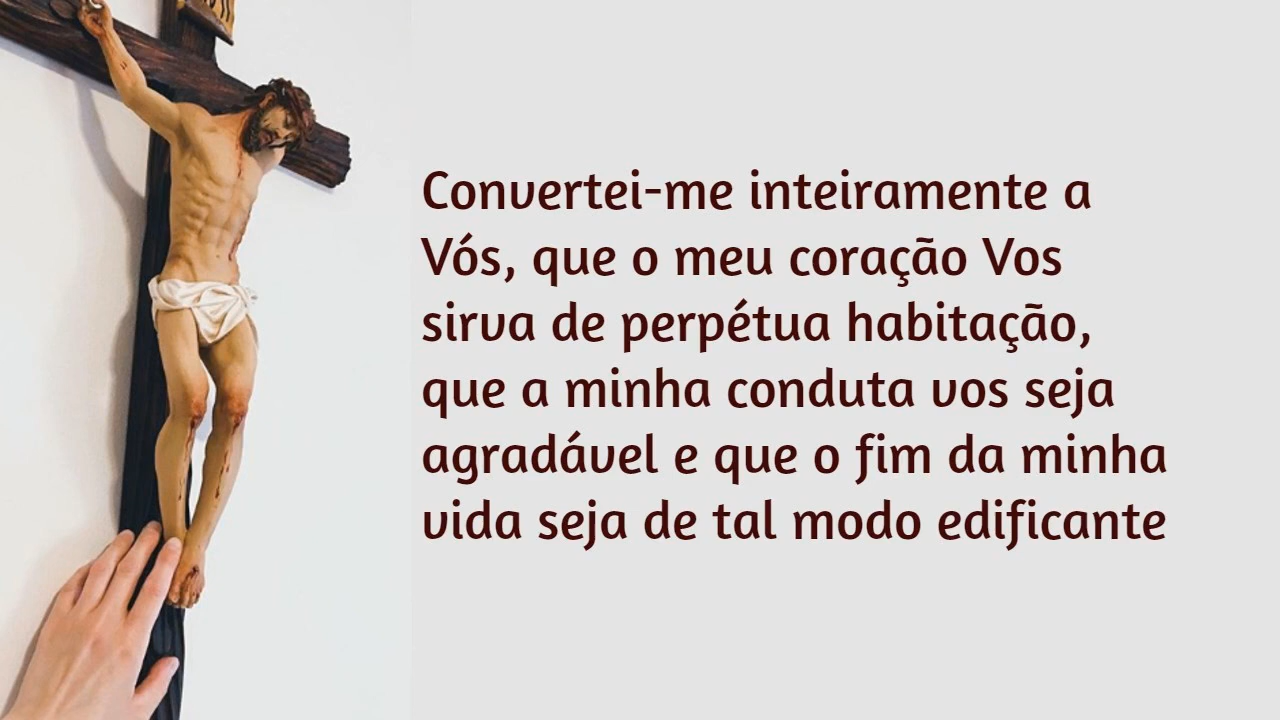 Convertei-me inteiramente a
Vós, que o meu coração Vos
sirva de perpétua habitação,
que a minha conduta vos seja
agradável e que o fim da minha
vida seja de tal modo edificante